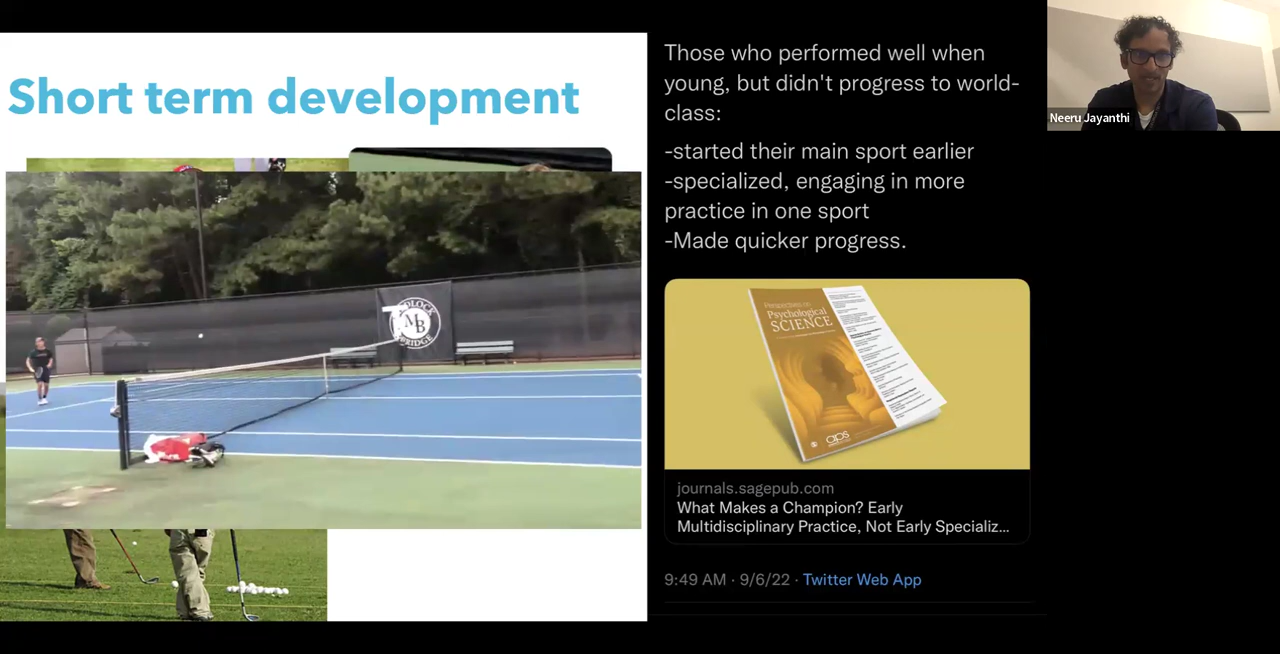 Short term development
MB
Those who performed well when
young, but didn't progress to world-
class:
-started their main sport earlier
-specialized, engaging in more
practice in one sport
-Made quicker progress.
Perspectives on
Psychological
SCIENCE
aps
journals.sagepub.com
What Makes a Champion? Early
Multidisciplinary Practice, Not Early Specializ...
9:49 AM · 9/6/22 · Twitter Web App
Neeru Jayanthi